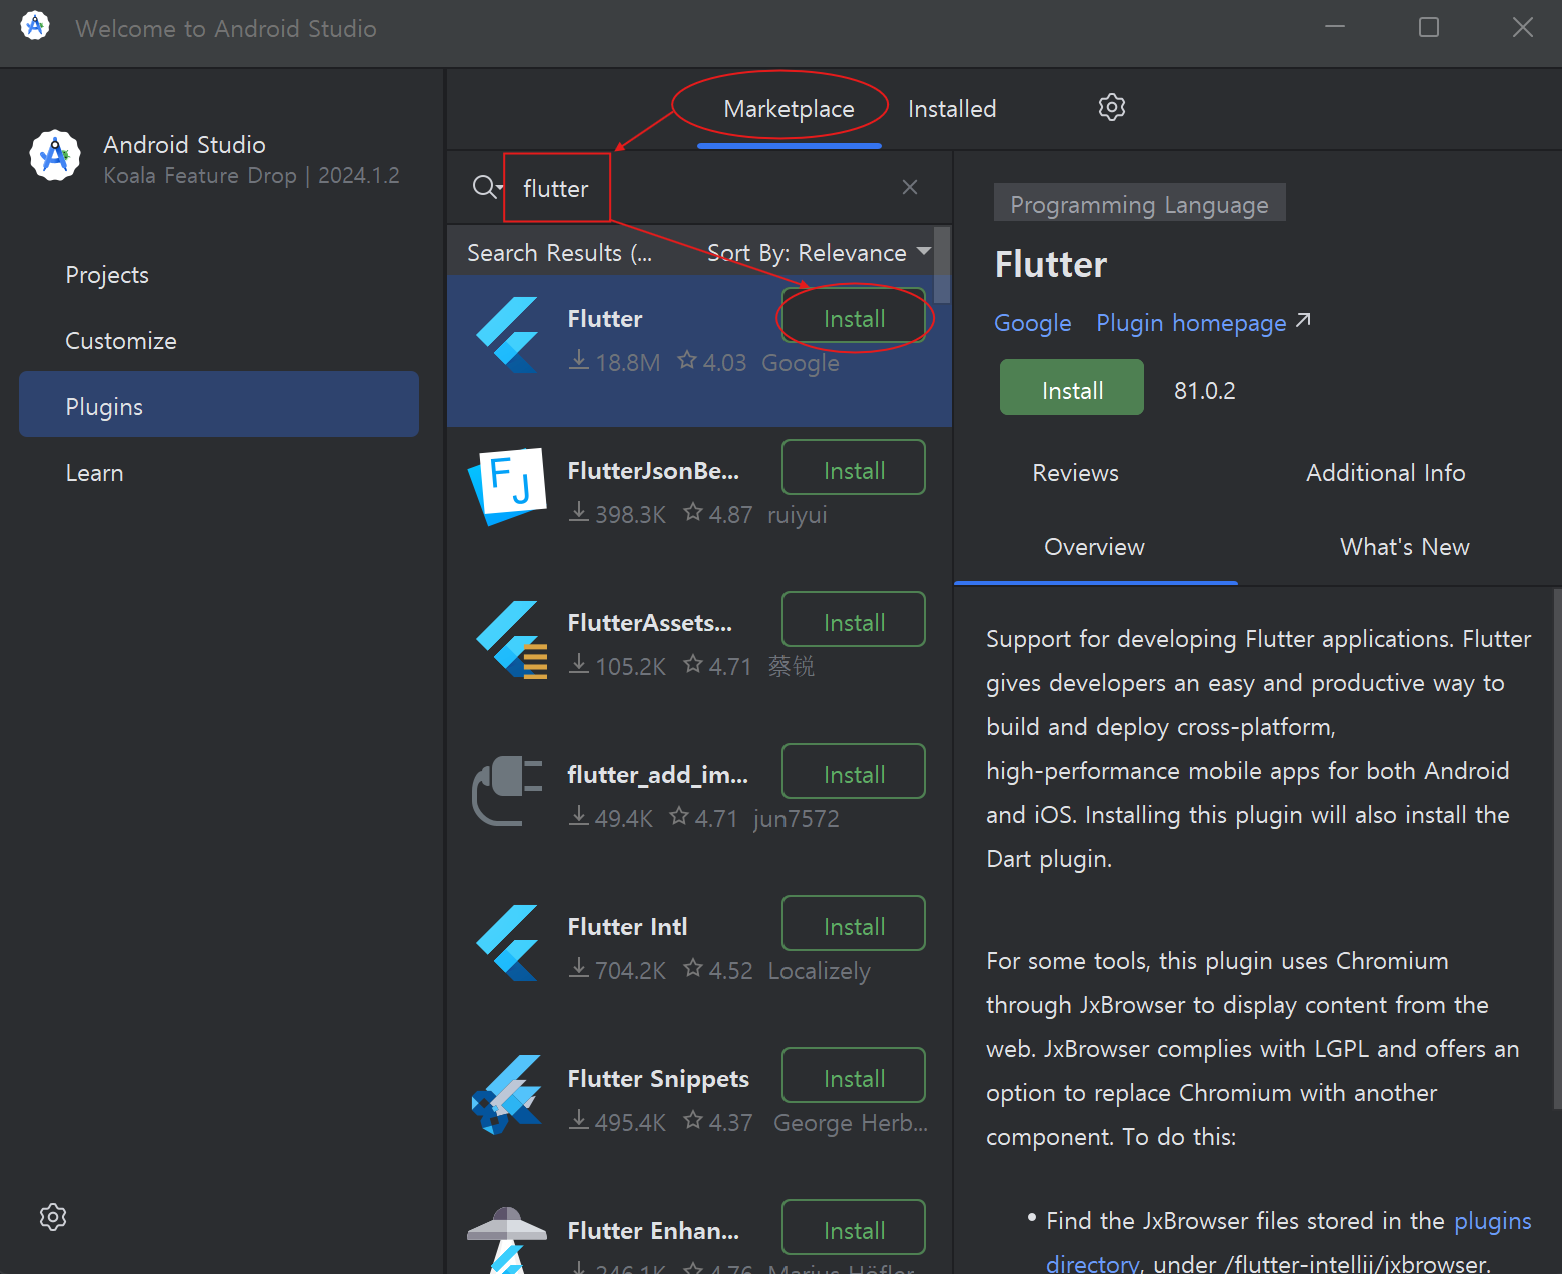 Welcome to Android Studio
Android Studio
Koala Feature Drop | 2024.1.2
Projects
Customize
Plugins
Learn
Marketplace
Installed
flutter
Search Results (...
Sort By: Relevance
Flutter
Install
18.8M
4.03
Google
FlutterJsonBe...
Install
398.3K
4.87
ruiyui
FlutterAssets...
Install
105.2K
4.71
蔡锐
flutter_add_im...
Install
49.4K
4.71
jun7572
Flutter Intl
Install
704.2K
4.52
Localizely
Flutter Snippets
Install
495.4K
4.37
George Herb...
Flutter Enhan...
Install
246.1K
4.76
Marius Höfler
Programming Language
Flutter
Google
Plugin homepage
Install
81.0.2
Reviews
Additional Info
Overview
What's New
Support for developing Flutter applications. Flutter
gives developers an easy and productive way to
build and deploy cross-platform,
high-performance mobile apps for both Android
and iOS. Installing this plugin will also install the
Dart plugin.
For some tools, this plugin uses Chromium
through JxBrowser to display content from the
web. JxBrowser complies with LGPL and offers an
option to replace Chromium with another
component. To do this:
• Find the JxBrowser files stored in the plugins
directory, under /flutter-intellij/jxbrowser.